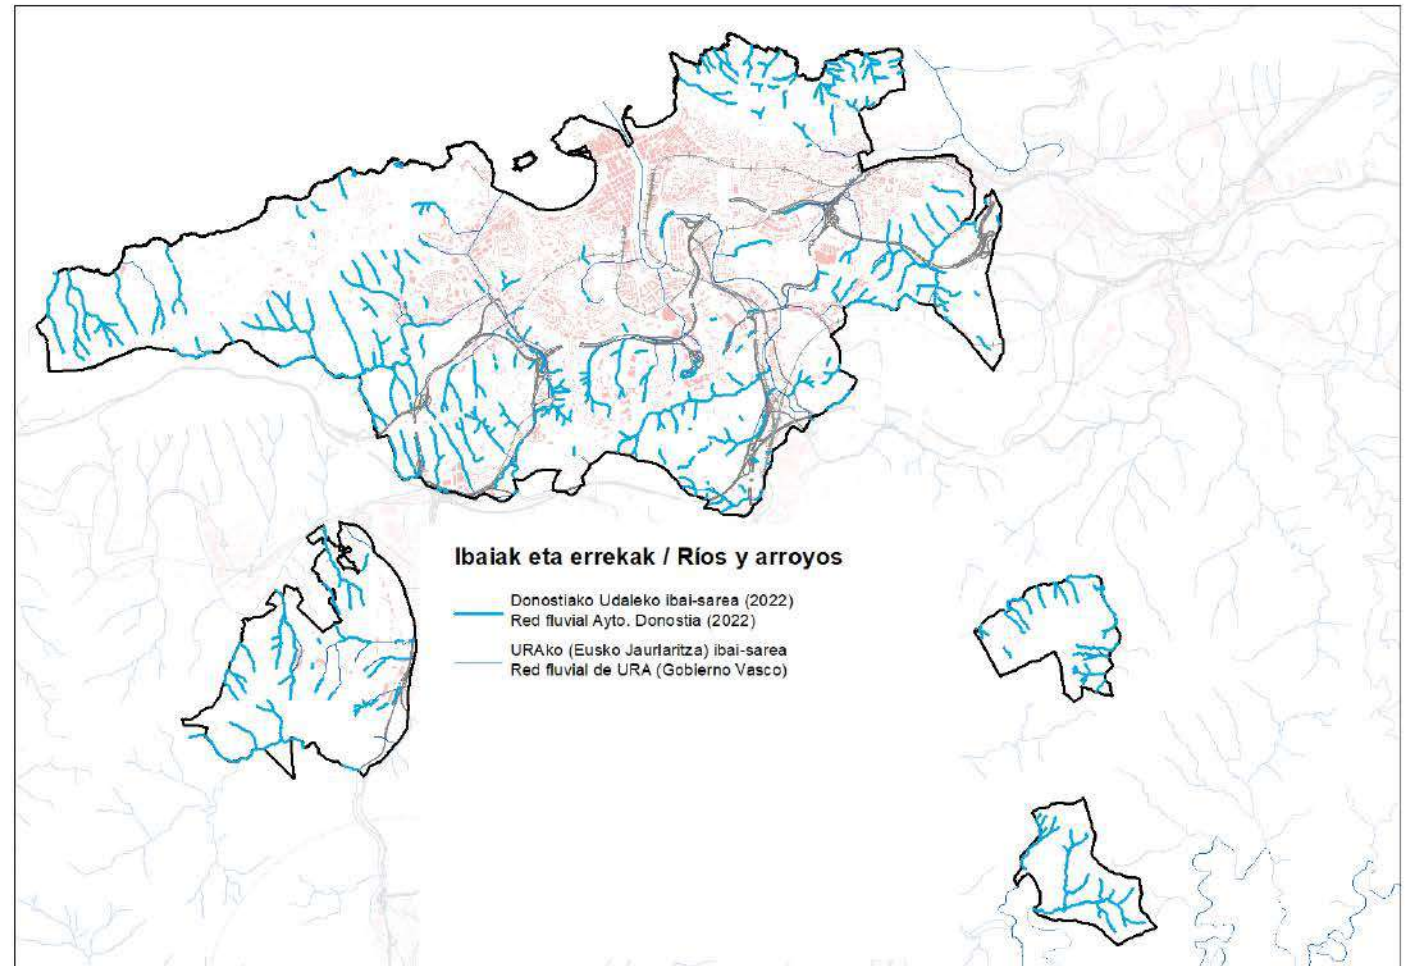 Ibaiak eta errekak / Ríos y arroyos
Donostiako Udaleko ibai-sarea (2022)
Red fluvial Ayto. Donostia (2022)
URAko (Eusko Jaurlaritza) ibai-sarea
Red fluvial de URA (Gobierno Vasco)